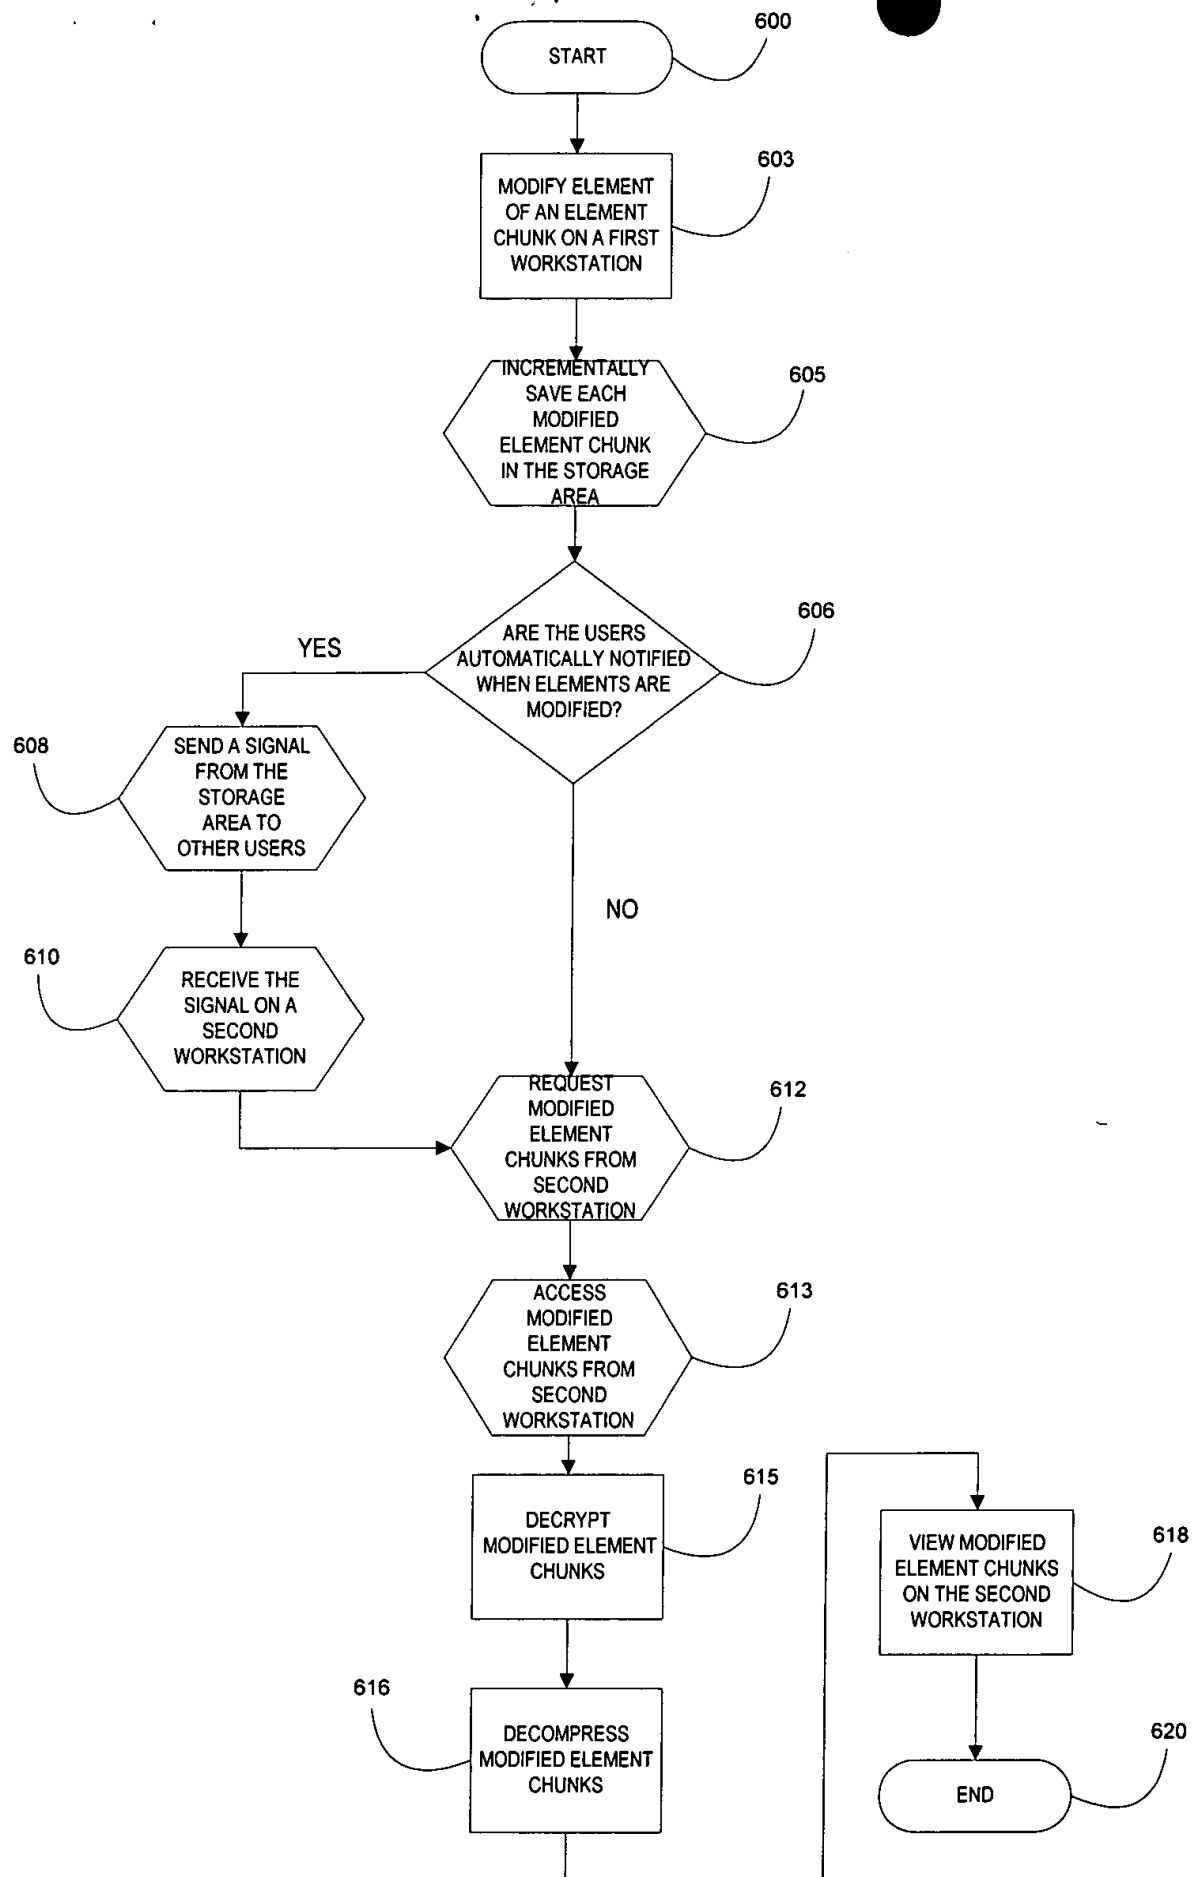 600
START
603
MODIFY ELEMENT
OF AN ELEMENT
CHUNK ON A FIRST
WORKSTATION
605
INCREMENTALLY
SAVE EACH
MODIFIED
ELEMENT CHUNK
IN THE STORAGE
AREA
606
ARE THE USERS
AUTOMATICALLY NOTIFIED
WHEN ELEMENTS ARE
MODIFIED?
YES
608
SEND A SIGNAL
FROM THE
STORAGE
AREA TO
OTHER USERS
NO
610
RECEIVE THE
SIGNAL ON A
SECOND
WORKSTATION
612
REQUEST
MODIFIED
ELEMENT
CHUNKS FROM
SECOND
WORKSTATION
613
ACCESS
MODIFIED
ELEMENT
CHUNKS FROM
SECOND
WORKSTATION
615
DECRYPT
MODIFIED ELEMENT
CHUNKS
616
DECOMPRESS
MODIFIED ELEMENT
CHUNKS
618
VIEW MODIFIED
ELEMENT CHUNKS
ON THE SECOND
WORKSTATION
620
END